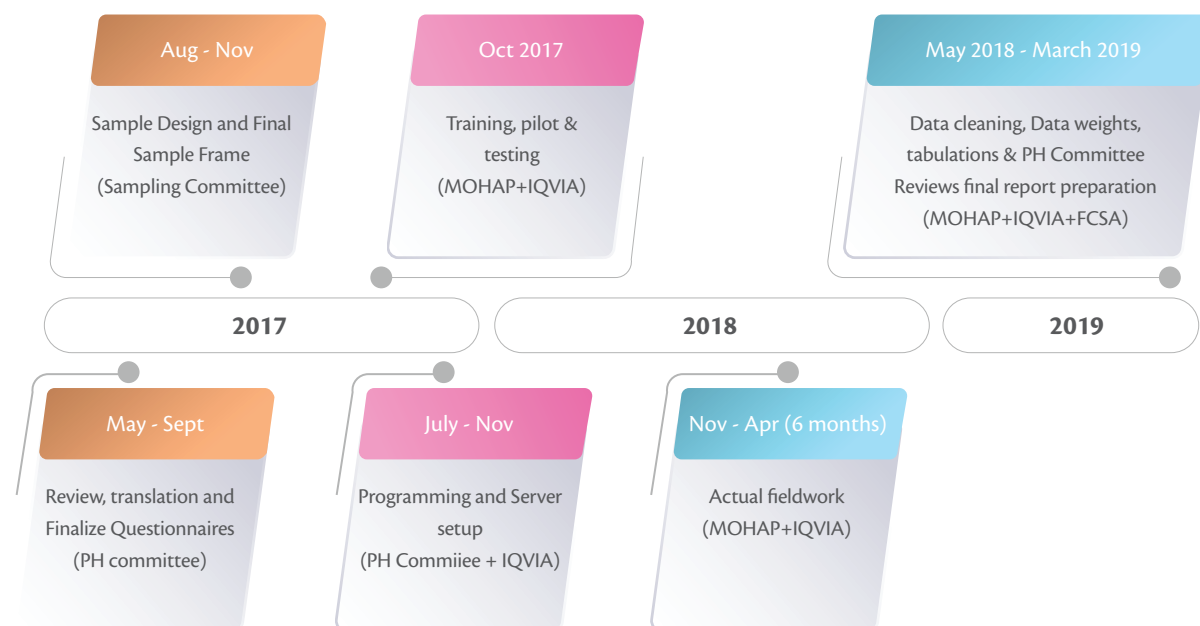 Aug - Nov
Sample Design and Final
Sample Frame
(Sampling Committee)
Oct 2017
Training, pilot &
testing
(MOHAP+IQVIA)
May 2018 - March 2019
Data cleaning, Data weights,
tabulations & PH Committee
Reviews final report preparation
(MOHAP+IQVIA+FCSA)
2017
2018
2019
May - Sept
Review, translation and
Finalize Questionnaires
(PH committee)
July - Nov
Programming and Server
setup
(PH Commiiee + IQVIA)
Nov - Apr (6 months)
Actual fieldwork
(MOHAP+IQVIA)